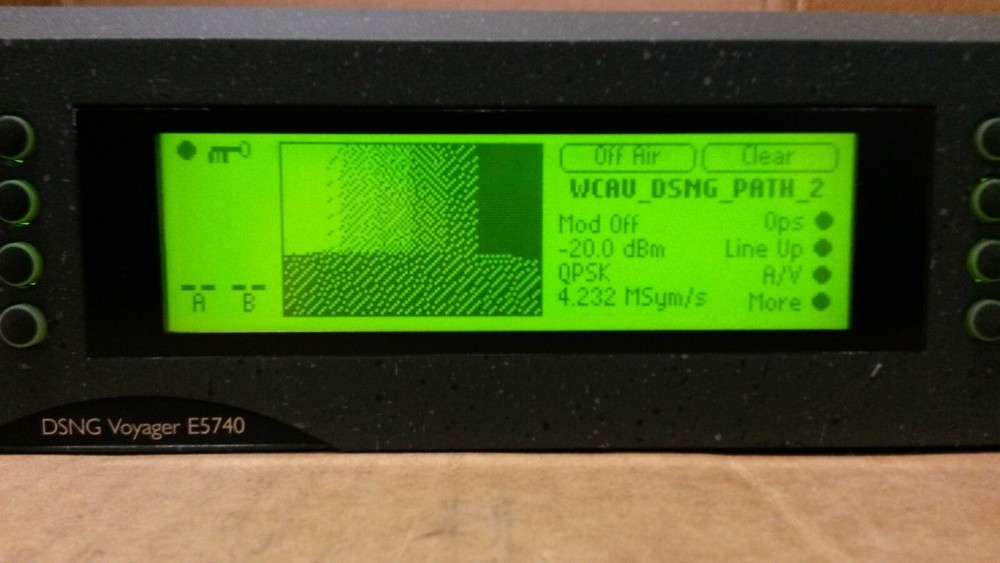 Off Air Clear
WCAV_DSNG_PATH_2
Mod Off Ops
-20.0 dBm Line Up
QPSK A/V
4.232 MSym/s More
A B
DSNG Voyager E5740